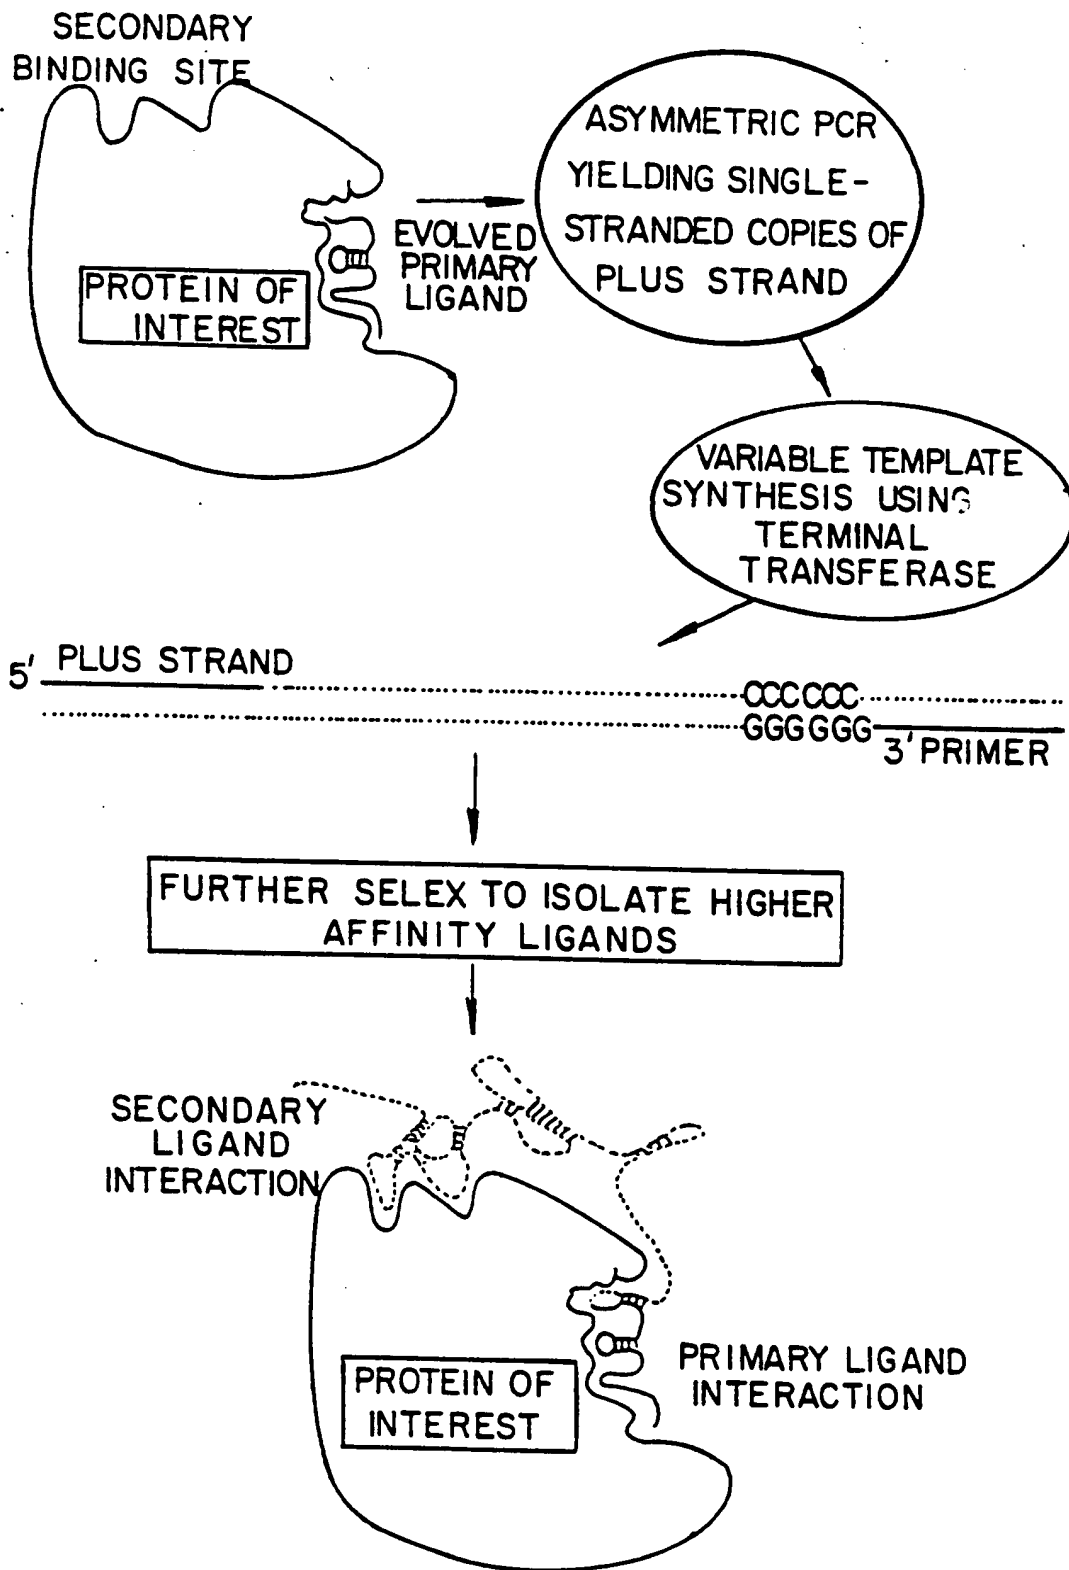 SECONDARY
BINDING SITE
EVOLVED
PRIMARY
LIGAND
PROTEIN OF
INTEREST
ASYMMETRIC PCR
YIELDING SINGLE-
STRANDED COPIES OF
PLUS STRAND
VARIABLE TEMPLATE
SYNTHESIS USING
TERMINAL
TRANSFERASE
5' PLUS STRAND
CCCCCC
GGGGGG
3' PRIMER
FURTHER SELEX TO ISOLATE HIGHER
AFFINITY LIGANDS
SECONDARY
LIGAND
INTERACTION
PROTEIN OF
INTEREST
PRIMARY LIGAND
INTERACTION